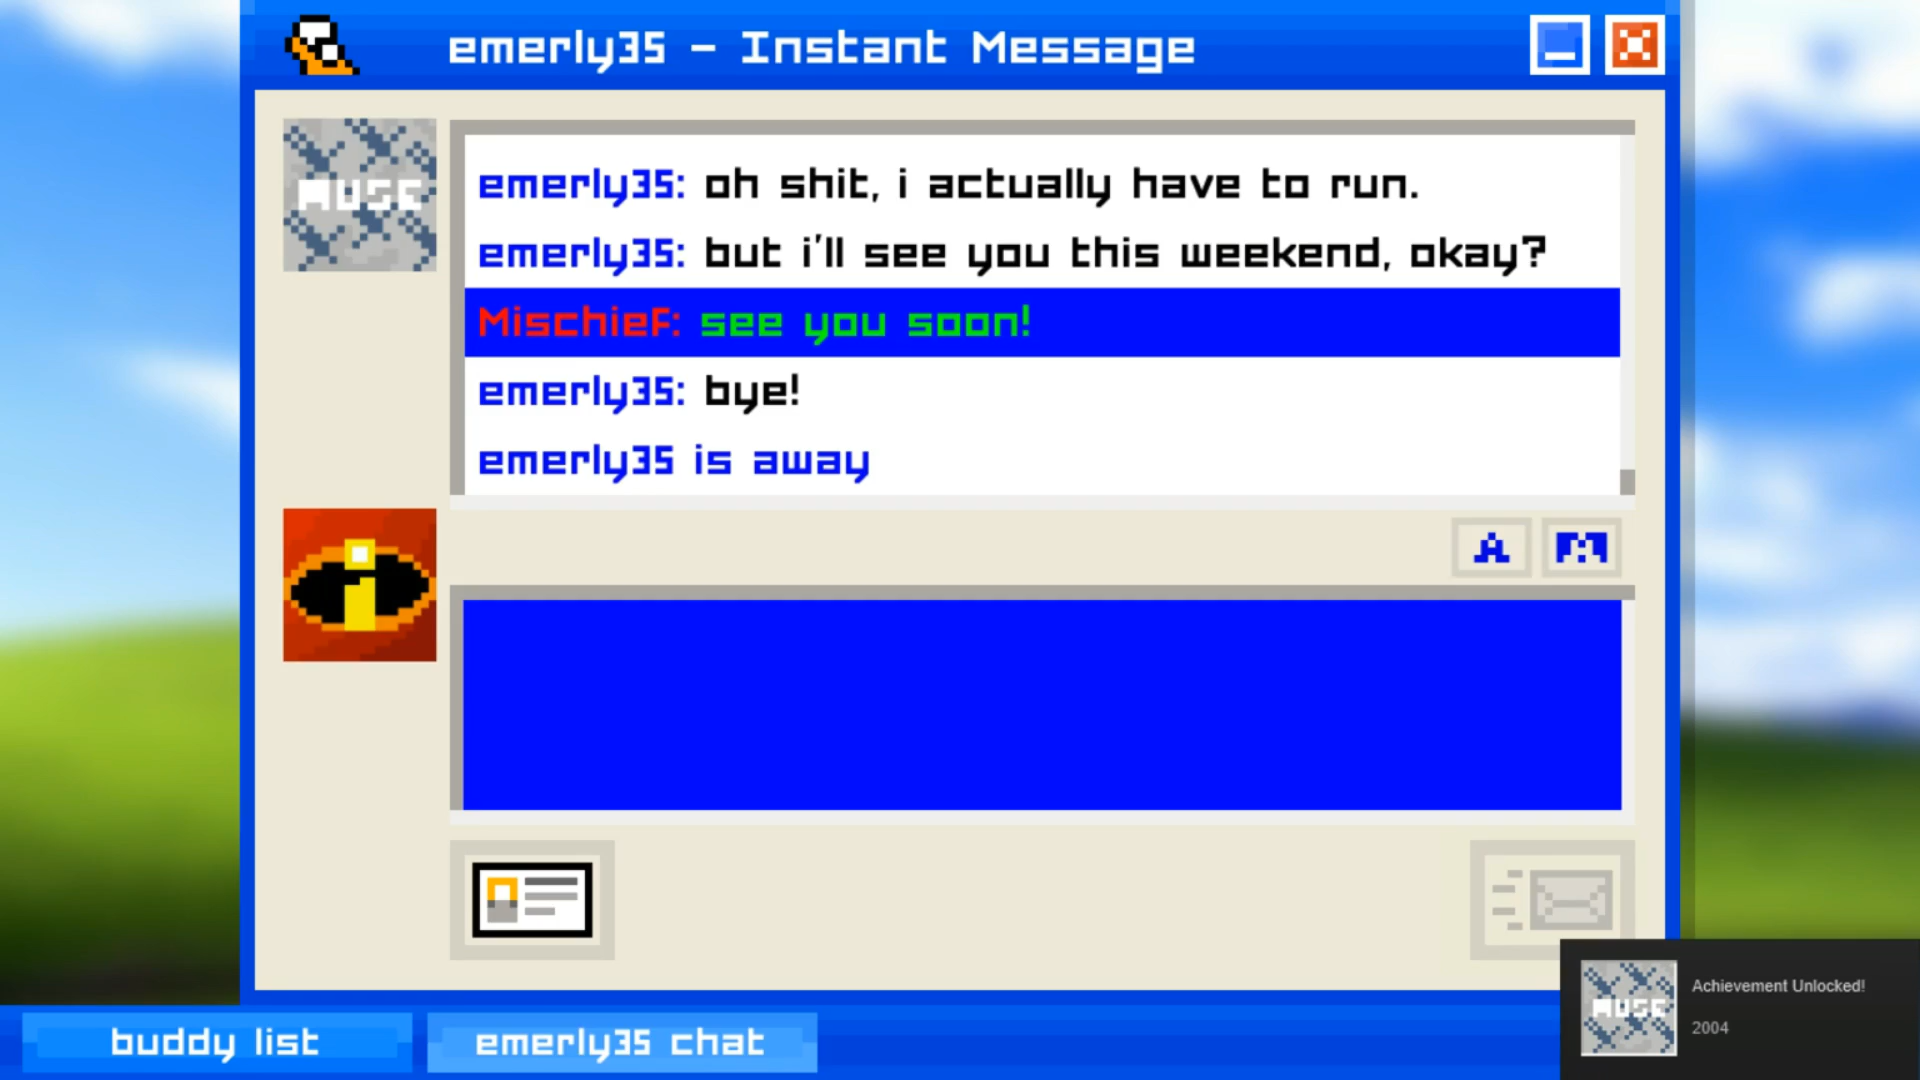 emerly35 - Instant Message
MUSE
emerly35: oh shit, i actually have to run.
emerly35: but i'll see you this weekend, okay?
Mischief: see you soon!
emerly35: bye!
emerly35 is away
i
A
buddy list
emerly35 chat
MUSE
Achievement Unlocked!
2004